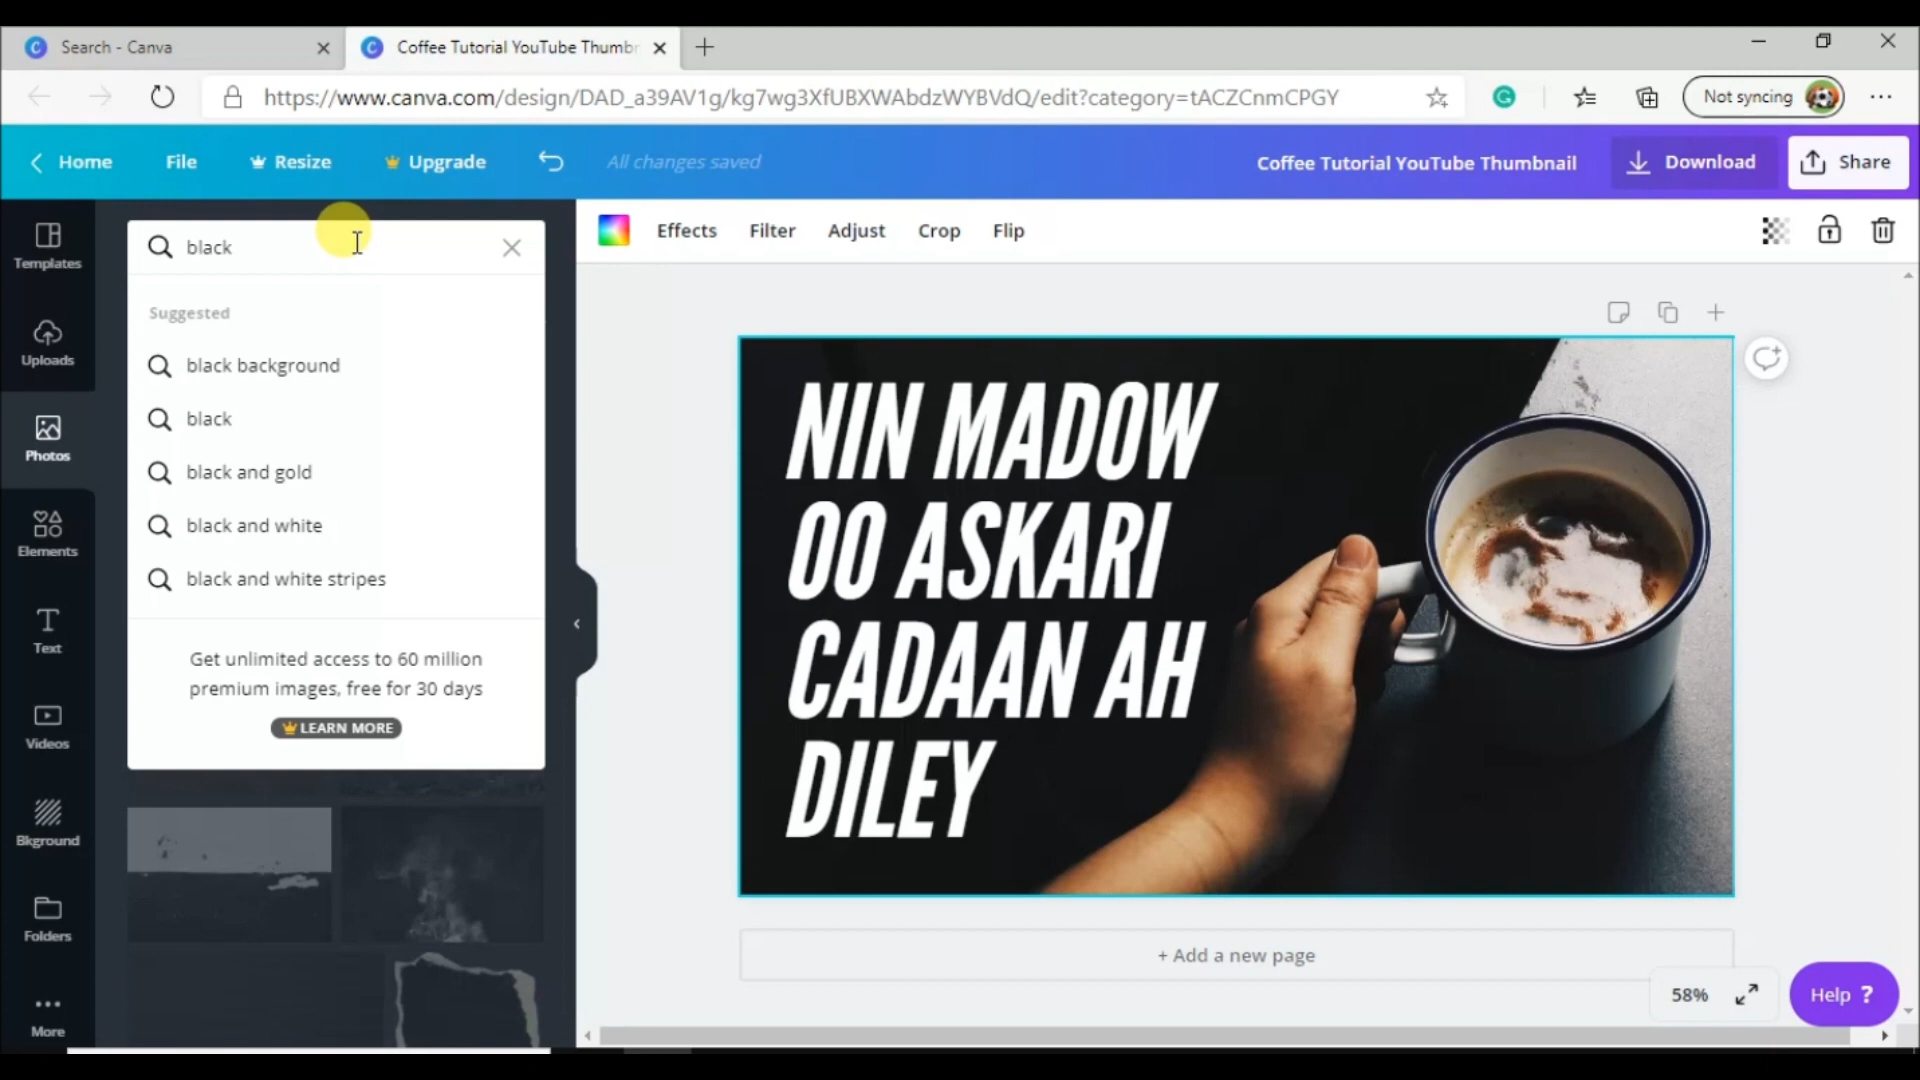 Search - Canva
Coffee Tutorial YouTube Thumbn
https://www.canva.com/design/DAD_a39AV1g/kg7wg3XfUBXWAbdzWYBVdQ/edit?category=tACZCnmCPGY
Not syncing
Home
File
Resize
Upgrade
All changes saved
Coffee Tutorial YouTube Thumbnail
Download
Share
black
Effects
Filter
Adjust
Crop
Flip
Templates
Uploads
Photos
Elements
Text
Videos
Bkground
Folders
More
Suggested
black background
black
black and gold
black and white
black and white stripes
Get unlimited access to 60 million
premium images, free for 30 days
LEARN MORE
NIN MADOW
OO ASKARI
CADAAN AH
DILEY
+ Add a new page
58%
Help ?